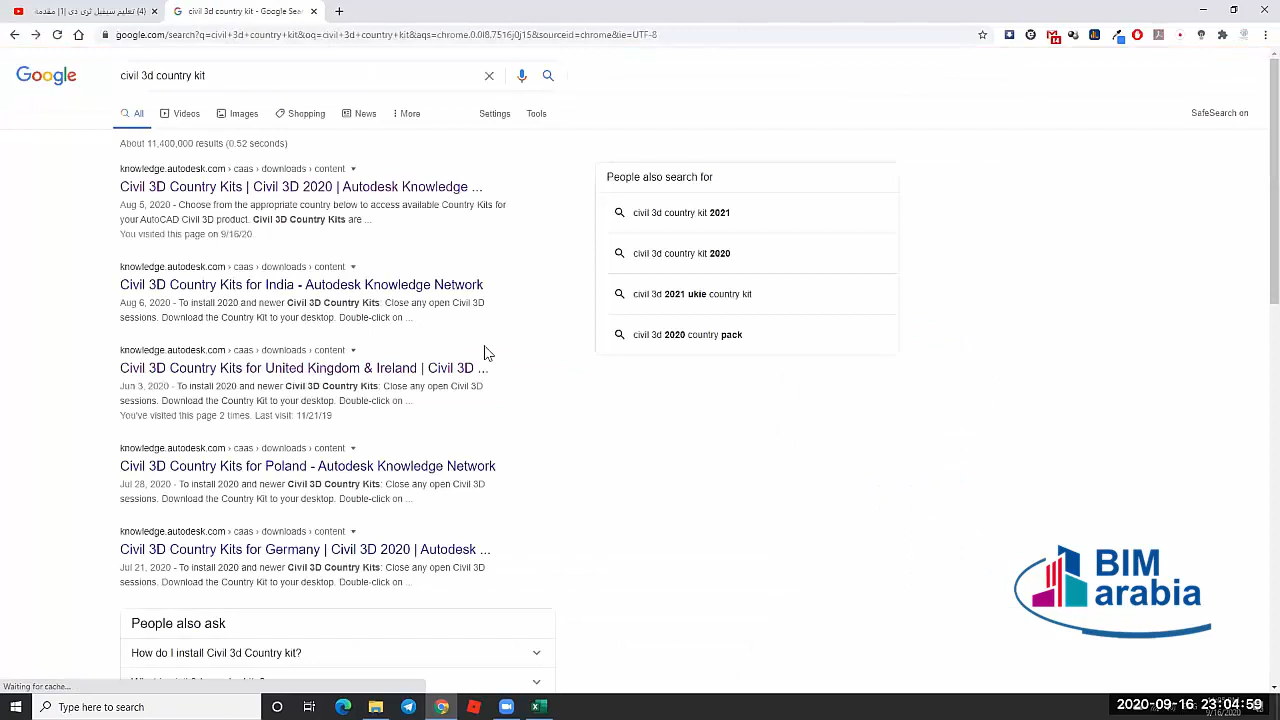 (4) تعليم سيفيل ثري دي [1] مقدمة
civil 3d country kit - Google Sea
google.com/search?q=civil+3d+country+kit&oq=civil+3d+country+kit&aqs=chrome.0.0l8.7516j0j15&sourceid=chrome&ie=UTF-8
14
Google
civil 3d country kit
All
Videos
Images
Shopping
News
More
Settings
Tools
SafeSearch on
About 11,400,000 results (0.52 seconds)
knowledge.autodesk.com › caas › downloads › content
Civil 3D Country Kits | Civil 3D 2020 | Autodesk Knowledge ...
Aug 5, 2020 - Choose from the appropriate country below to access available Country Kits for
your AutoCAD Civil 3D product. Civil 3D Country Kits are ...
You visited this page on 9/16/20.
knowledge.autodesk.com › caas › downloads › content
Civil 3D Country Kits for India - Autodesk Knowledge Network
Aug 6, 2020 - To install 2020 and newer Civil 3D Country Kits: Close any open Civil 3D
sessions. Download the Country Kit to your desktop. Double-click on ...
knowledge.autodesk.com › caas › downloads › content
Civil 3D Country Kits for United Kingdom & Ireland | Civil 3D ...
Jun 3, 2020 - To install 2020 and newer Civil 3D Country Kits: Close any open Civil 3D
sessions. Download the Country Kit to your desktop. Double-click on ...
You've visited this page 2 times. Last visit: 11/21/19
knowledge.autodesk.com › caas › downloads › content
Civil 3D Country Kits for Poland - Autodesk Knowledge Network
Jul 28, 2020 - To install 2020 and newer Civil 3D Country Kits: Close any open Civil 3D
sessions. Download the Country Kit to your desktop. Double-click on ...
knowledge.autodesk.com › caas › downloads › content
Civil 3D Country Kits for Germany | Civil 3D 2020 | Autodesk ...
Jul 21, 2020 - To install 2020 and newer Civil 3D Country Kits: Close any open Civil 3D
sessions. Download the Country Kit to your desktop. Double-click on ...
People also ask
How do I install Civil 3d Country kit?
People also search for
civil 3d country kit 2021
civil 3d country kit 2020
civil 3d 2021 ukie country kit
civil 3d 2020 country pack
BIM
arabia
Waiting for cache...
Type here to search
2020-09-16 23:04:59